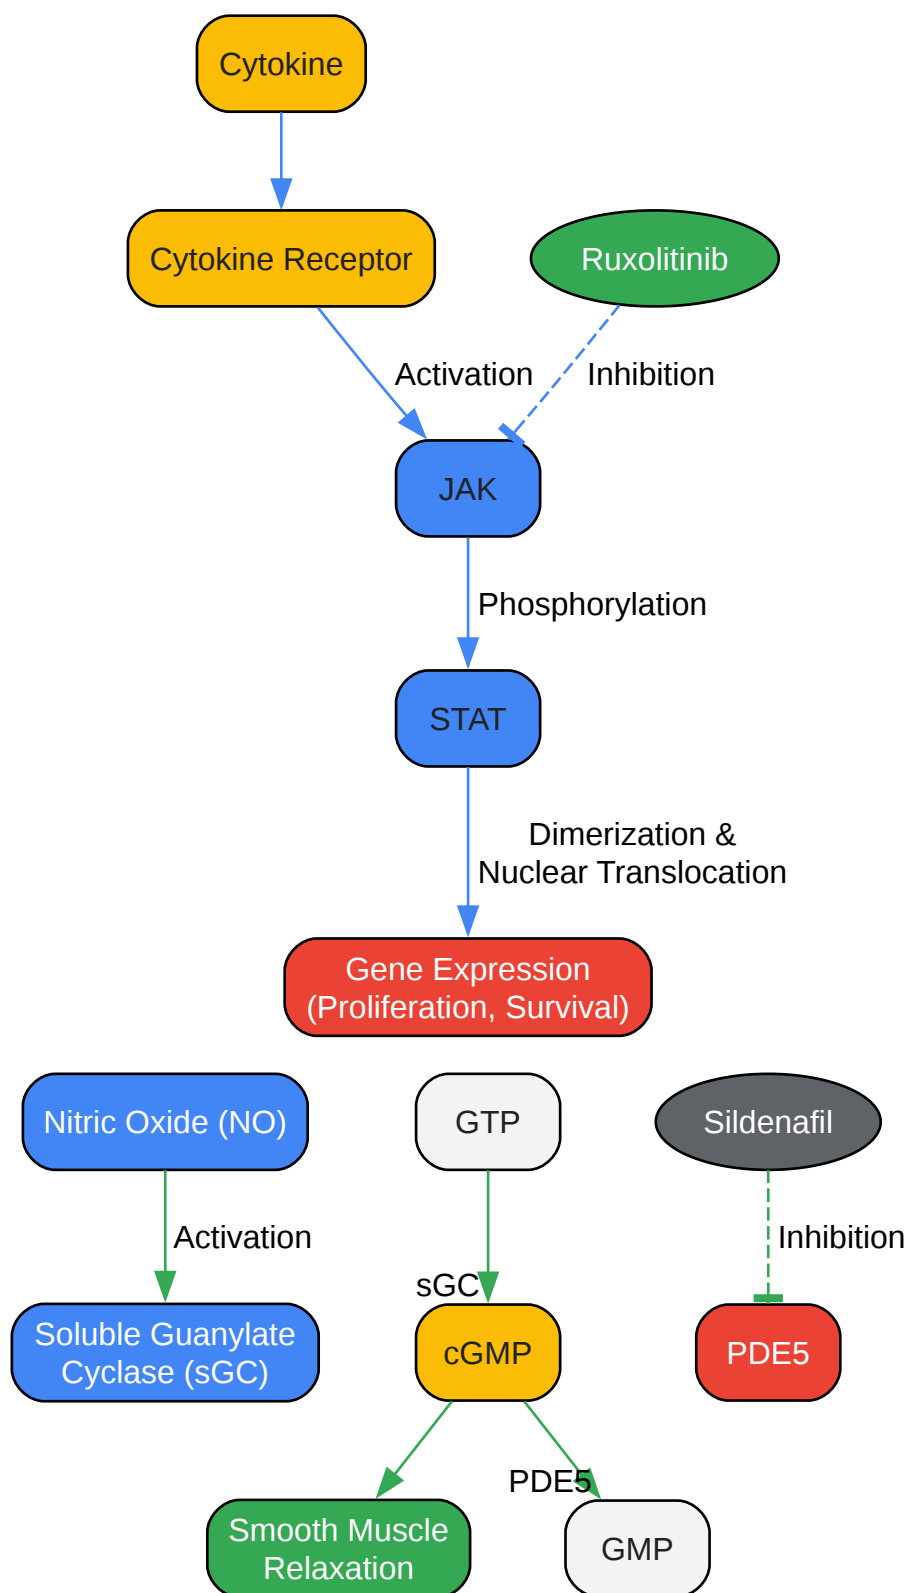 Cytokine
Cytokine Receptor
Ruxolitinib
Activation
Inhibition
JAK
Phosphorylation
STAT
Dimerization &
Nuclear Translocation
Gene Expression
(Proliferation, Survival)
Nitric Oxide (NO)
GTP
Sildenafil
Activation
Inhibition
sGC
Soluble Guanylate
Cyclase (sGC)
cGMP
PDE5
PDE5
Smooth Muscle
Relaxation
GMP